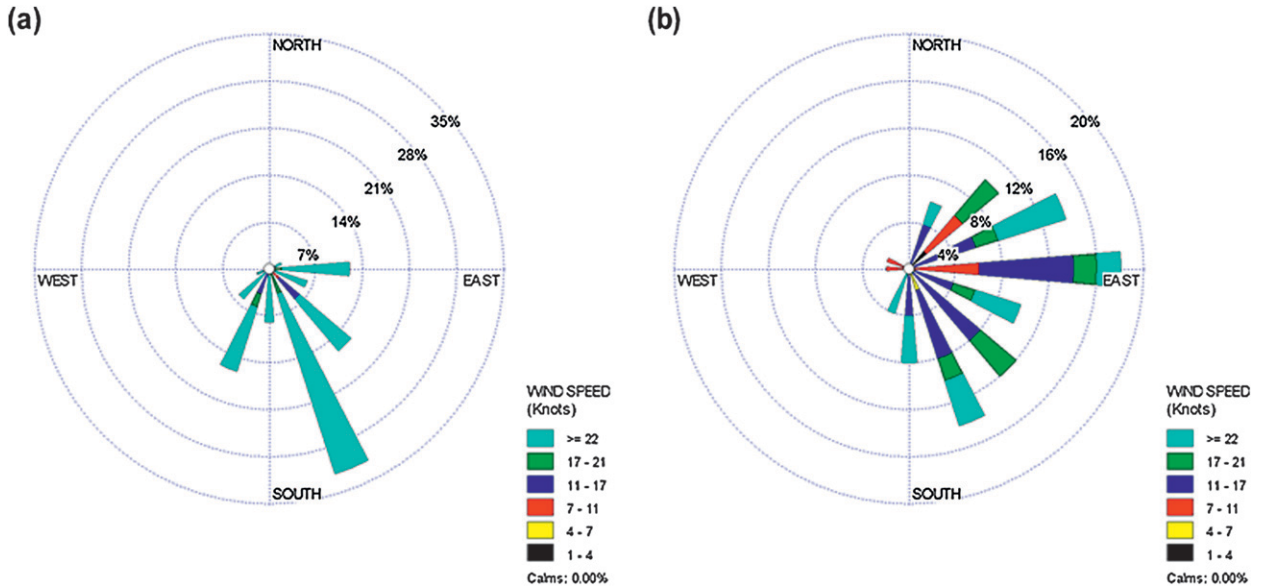 (a)
NORTH
35%
28%
21%
14%
7%
WEST
EAST
SOUTH
WIND SPEED
(Knots)
>= 22
17 - 21
11 - 17
7 - 11
4 - 7
1 - 4
Calms: 0.00%
(b)
NORTH
20%
16%
12%
8%
4%
WEST
EAST
SOUTH
WIND SPEED
(Knots)
>= 22
17 - 21
11 - 17
7 - 11
4 - 7
1 - 4
Calms: 0.00%